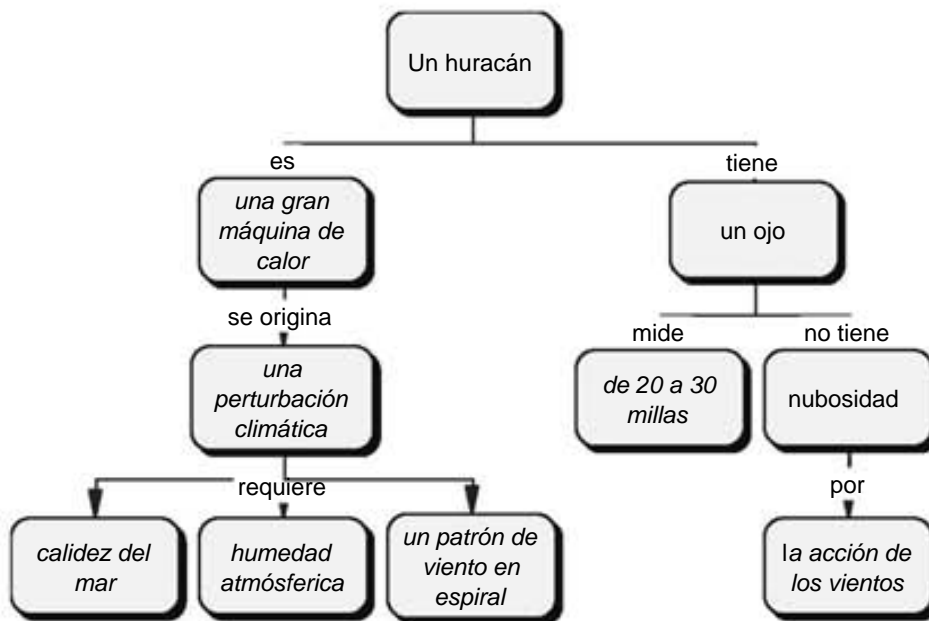 Un huracán
es
tiene
una gran
máquina de
calor
un ojo
se origina
mide
no tiene
una
perturbación
climática
de 20 a 30
millas
nubosidad
requiere
por
calidez del
mar
humedad
atmósferica
un patrón de
viento en
espiral
la acción de
los vientos